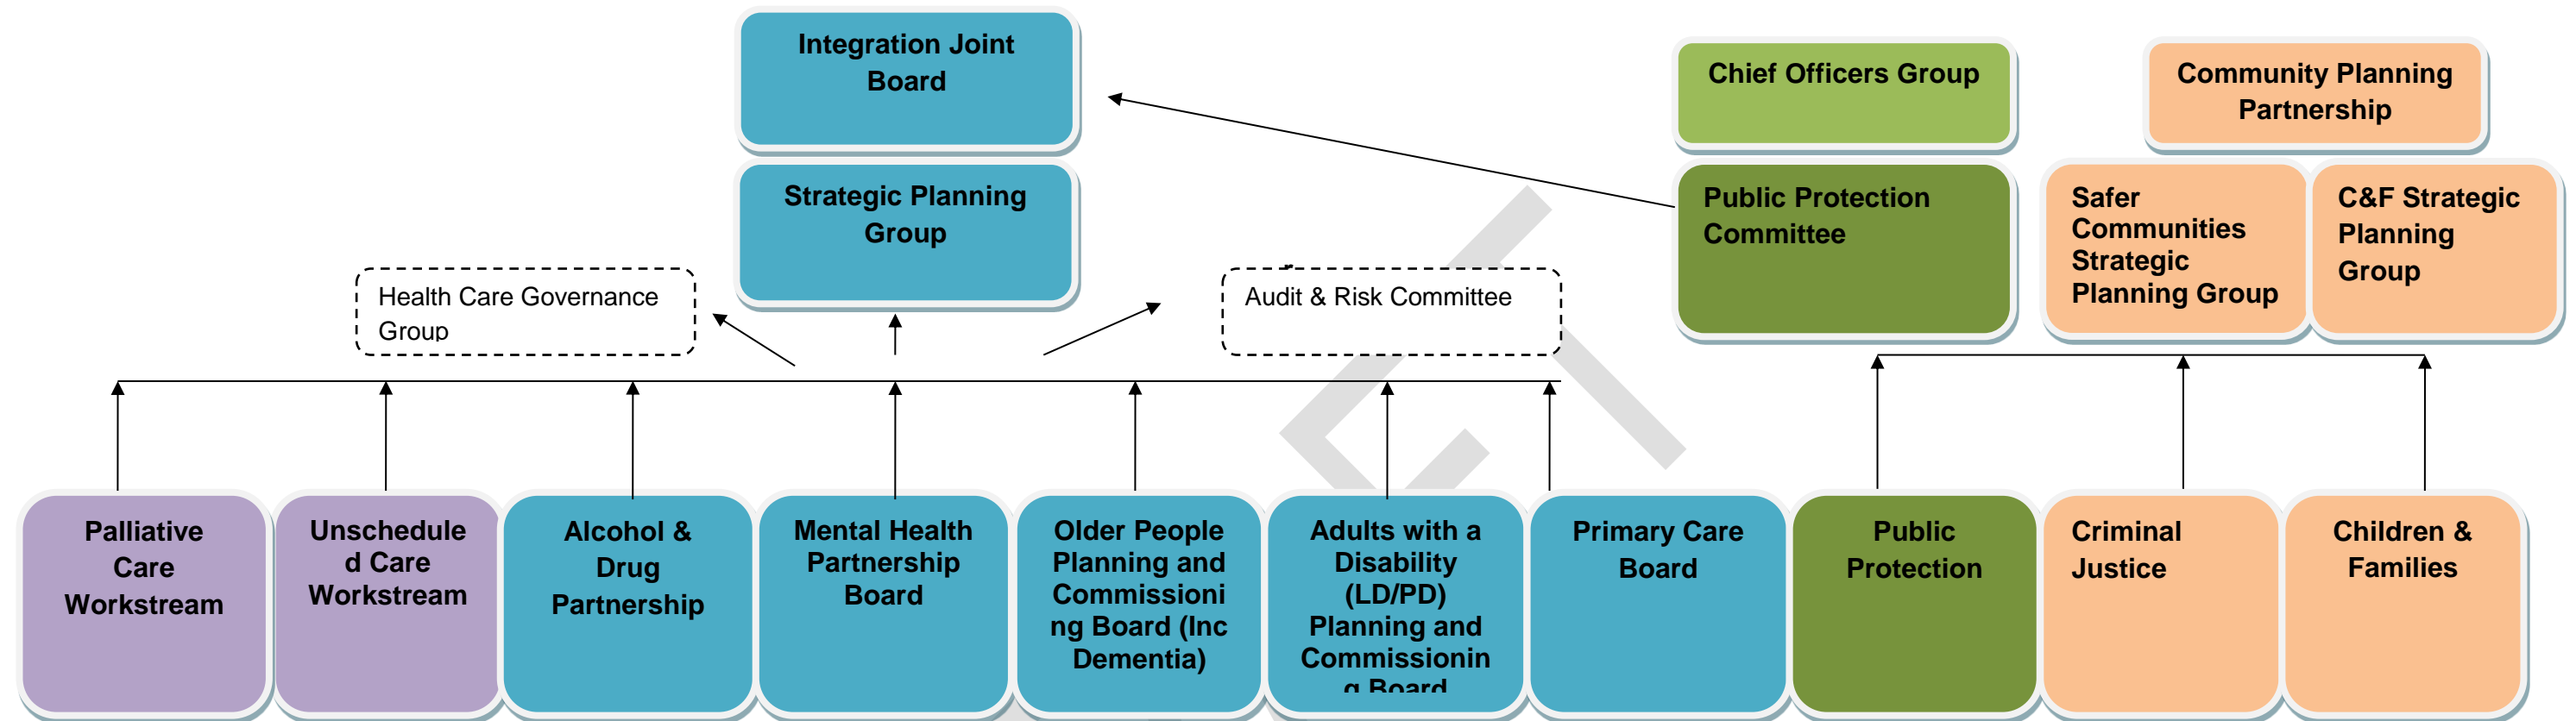 Integration Joint
Board
Chief Officers Group
Community Planning
Partnership
Strategic Planning
Group
Public Protection
Committee
Safer
Communities
Strategic
Planning Group
C&F Strategic
Planning
Group
Health Care Governance
Group
Audit & Risk Committee
Palliative
Care
Workstream
Unschedule
d Care
Workstream
Alcohol &
Drug
Partnership
Mental Health
Partnership
Board
Older People
Planning and
Commissioni
ng Board (Inc
Dementia)
Adults with a
Disability
(LD/PD)
Planning and
Commissionin
g Board
Primary Care
Board
Public
Protection
Criminal
Justice
Children &
Families